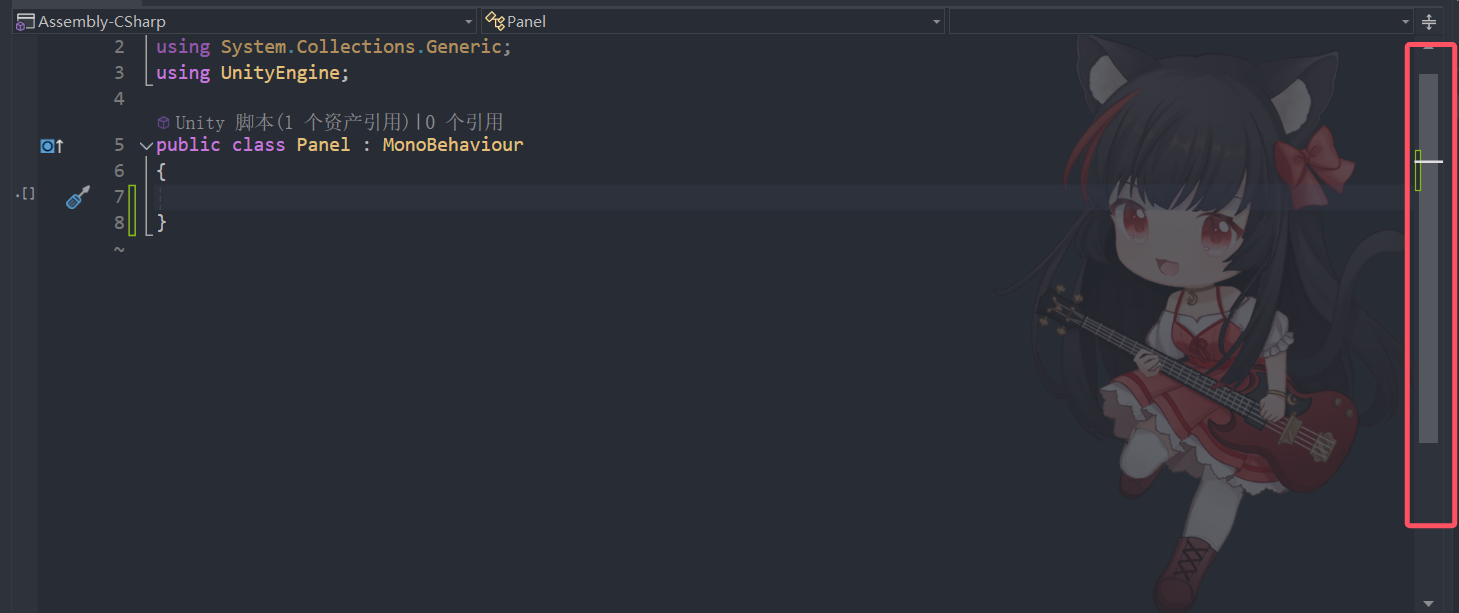 Assembly-CSharp Panel
2 using System.Collections.Generic;
3 using UnityEngine;
4
Unity 脚本(1 个资产引用)|0 个引用
5 public class Panel : MonoBehaviour
6 {
7
8 }
~